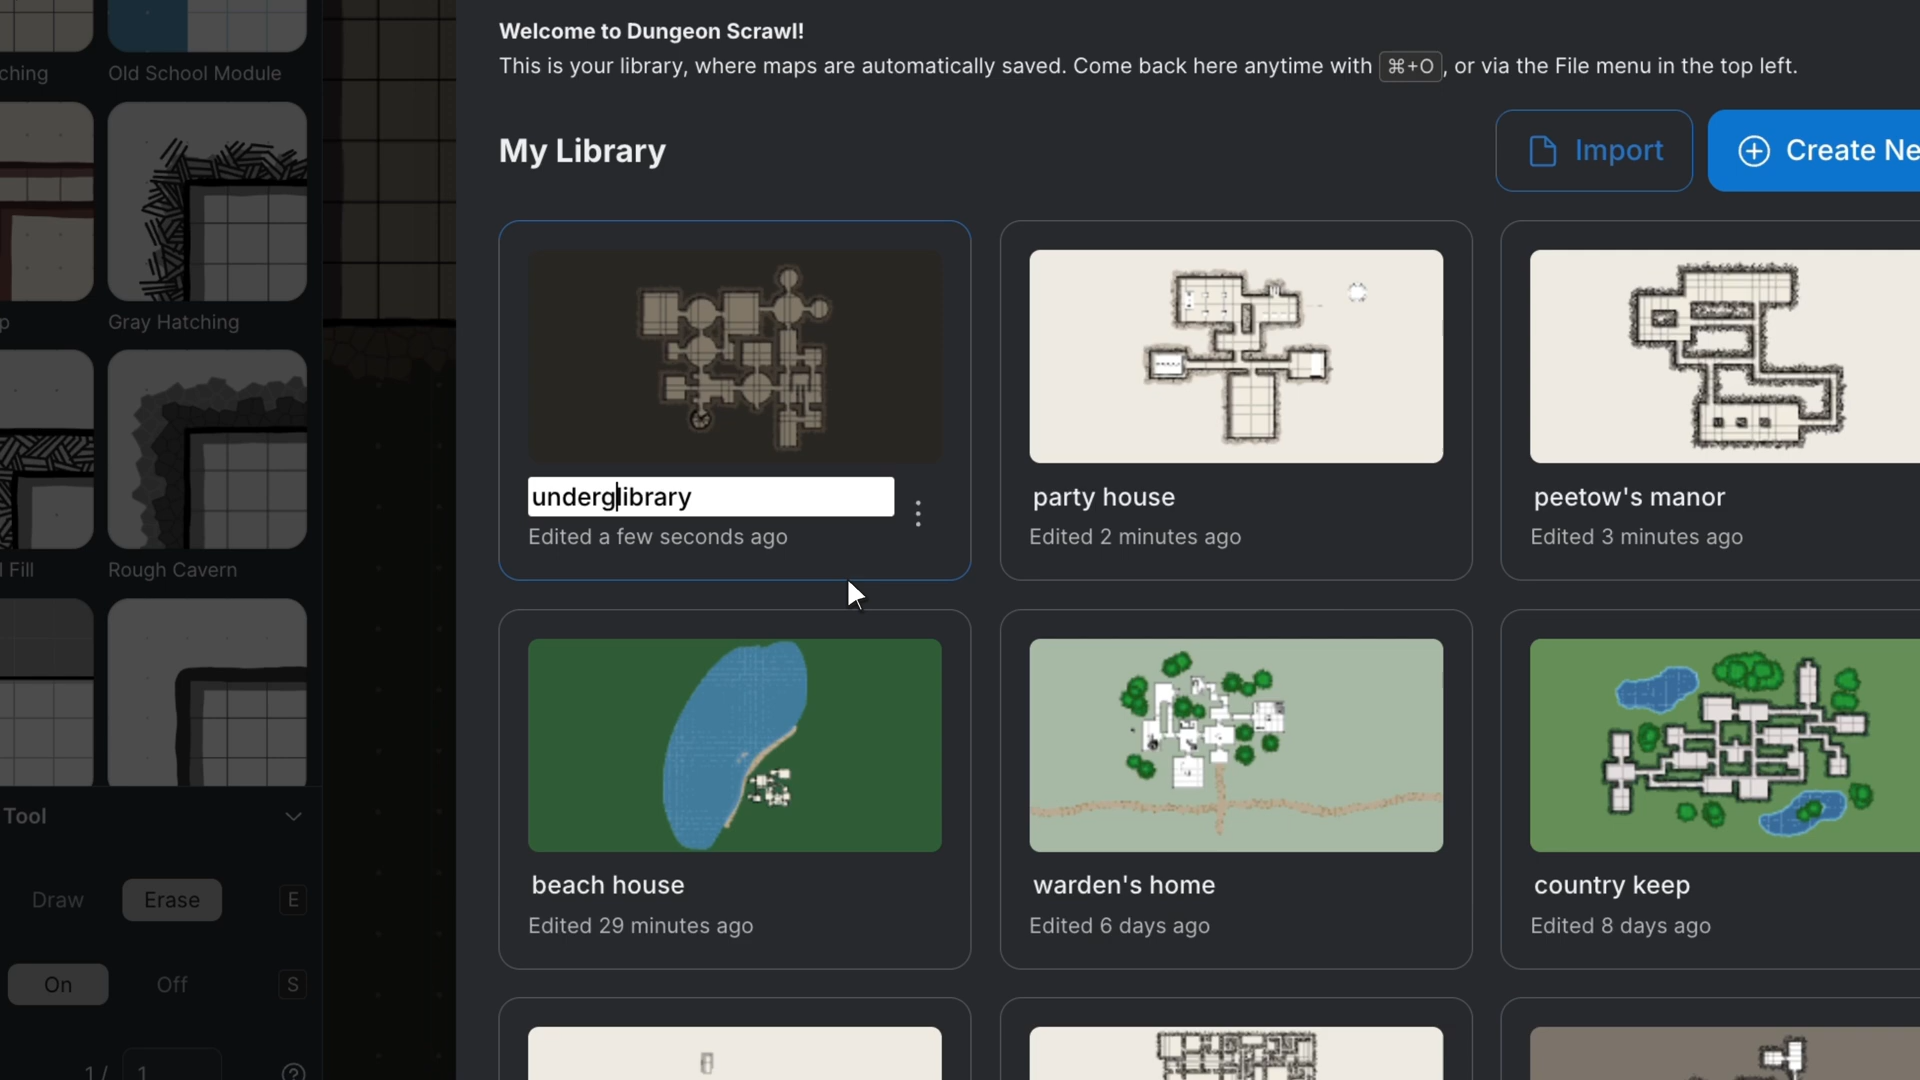 Welcome to Dungeon Scrawl!
This is your library, where maps are automatically saved. Come back here anytime with ⌘+O, or via the File menu in the top left.
My Library
Import
Create Ne
underglibrary
Edited a few seconds ago
party house
Edited 2 minutes ago
peetow's manor
Edited 3 minutes ago
beach house
Edited 29 minutes ago
warden's home
Edited 6 days ago
country keep
Edited 8 days ago
ching
Old School Module
p
Gray Hatching
l Fill
Rough Cavern
Tool
Draw
Erase
E
On
Off
S
1 /
1